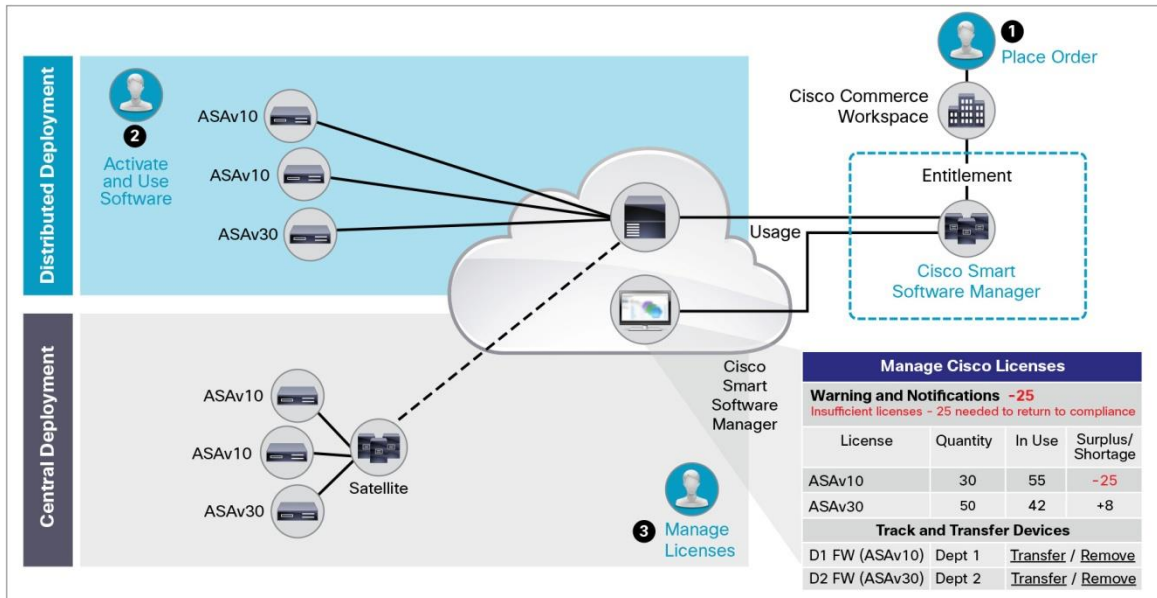 1
Place Order
Cisco Commerce
Workspace
Entitlement
Cisco Smart
Software Manager
Distributed Deployment
2
Activate
and Use
Software
ASAv10
ASAv10
ASAv30
Usage
Central Deployment
ASAv10
ASAv10
ASAv30
Satellite
Cisco
Smart
Software
Manager
3
Manage
Licenses
Manage Cisco Licenses
Warning and Notifications -25
Insufficient licenses - 25 needed to return to compliance
License Quantity In Use Surplus/
Shortage
ASAv10 30 55 -25
ASAv30 50 42 +8
Track and Transfer Devices
D1 FW (ASAv10) Dept 1 Transfer / Remove
D2 FW (ASAv30) Dept 2 Transfer / Remove